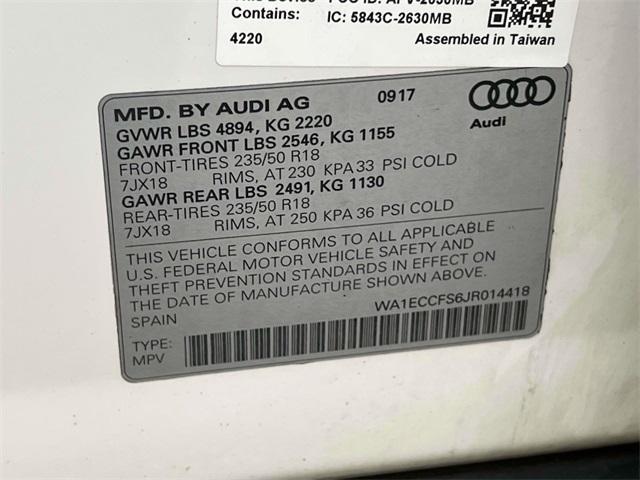 Contains: IC: 5843C-2630MB
4220 Assembled in Taiwan
MFD. BY AUDI AG 0917
GVWR LBS 4894, KG 2220
GAWR FRONT LBS 2546, KG 1155
FRONT-TIRES 235/50 R18
7JX18 RIMS, AT 230 KPA 33 PSI COLD
GAWR REAR LBS 2491, KG 1130
REAR-TIRES 235/50 R18
7JX18 RIMS, AT 250 KPA 36 PSI COLD
Audi
THIS VEHICLE CONFORMS TO ALL APPLICABLE
U.S. FEDERAL MOTOR VEHICLE SAFETY AND
THEFT PREVENTION STANDARDS IN EFFECT ON
THE DATE OF MANUFACTURE SHOWN ABOVE.
SPAIN WA1ECCFS6JR014418
TYPE:
MPV